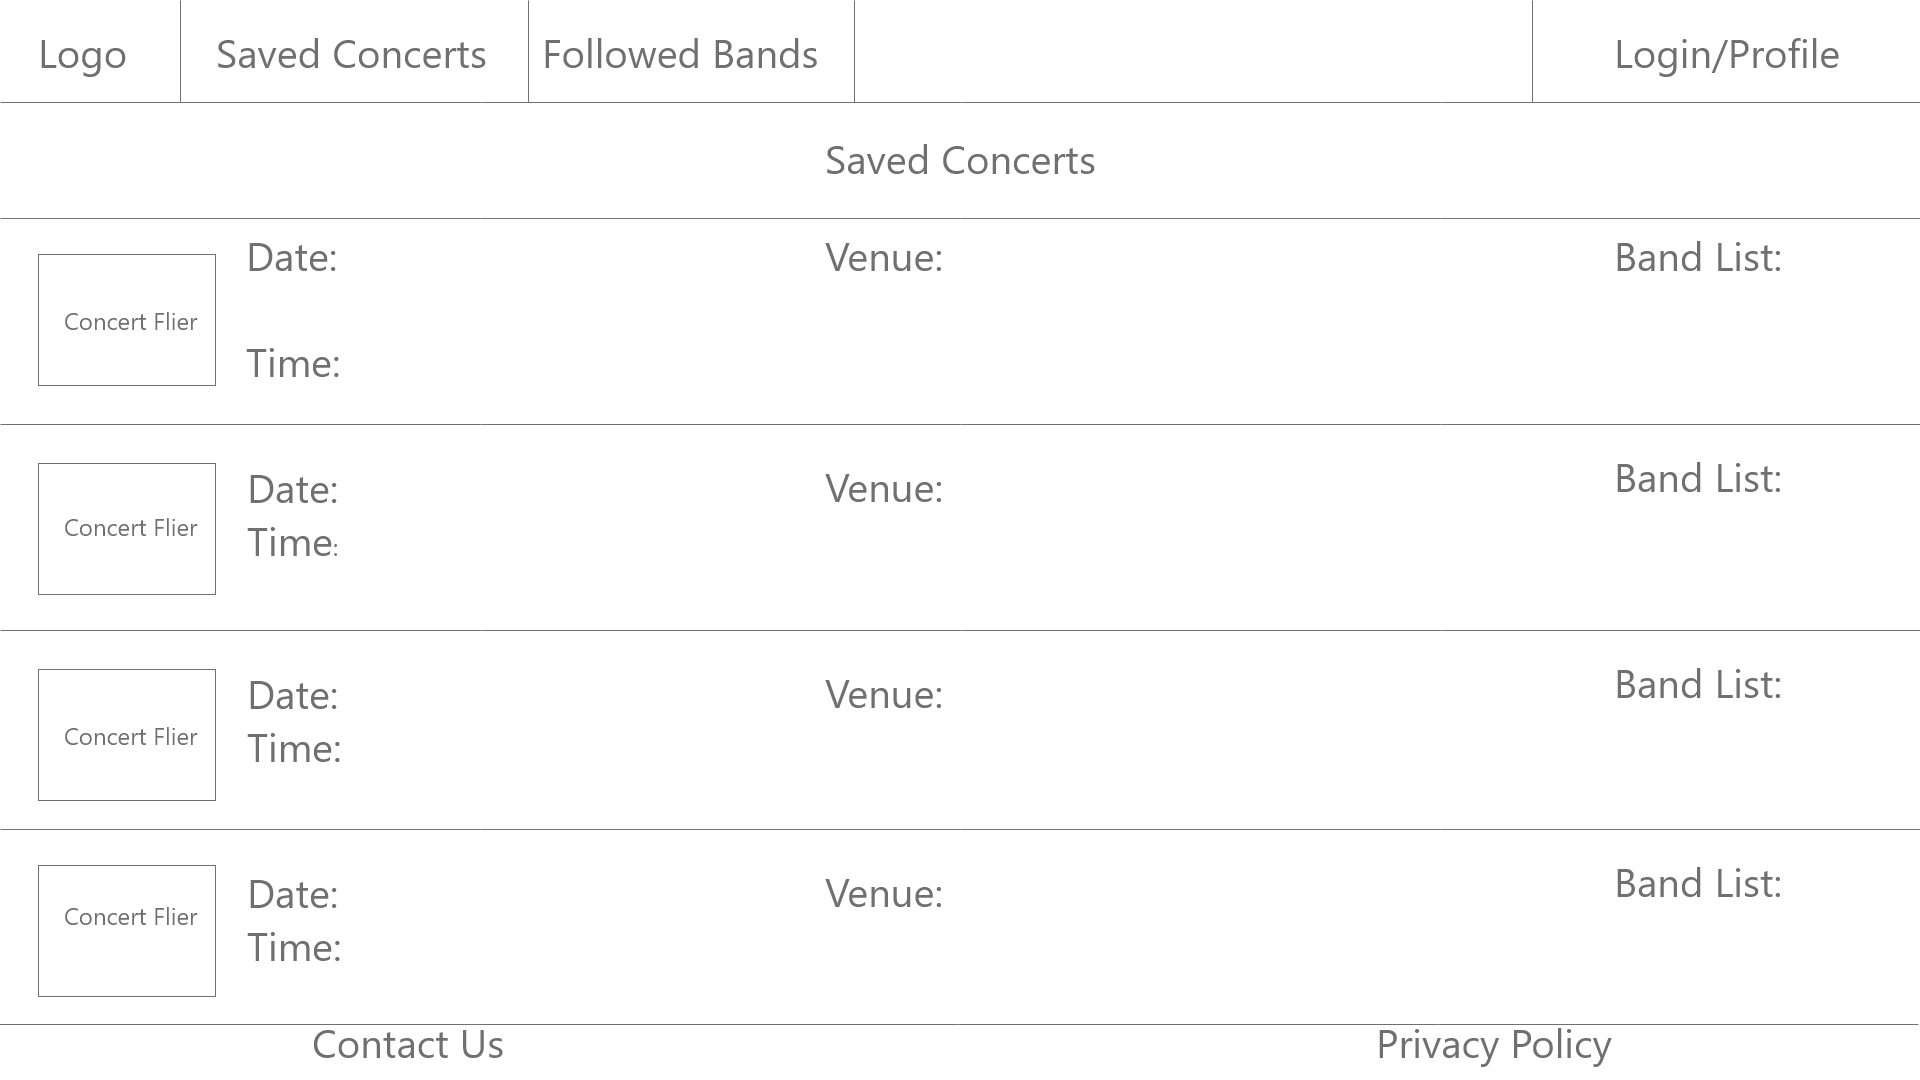 Logo Saved Concerts Followed Bands Login/Profile
Saved Concerts
Date: Venue: Band List:
Concert Flier
Time:
Date: Venue: Band List:
Concert Flier
Time:
Date: Venue: Band List:
Concert Flier
Time:
Date: Venue: Band List:
Concert Flier
Time:
Contact Us Privacy Policy